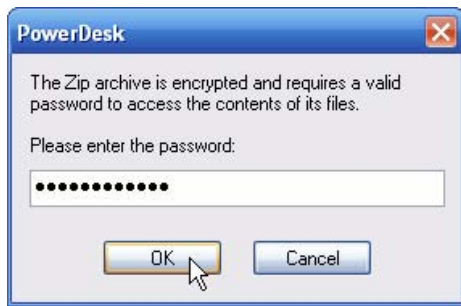 PowerDesk
The Zip archive is encrypted and requires a valid
password to access the contents of its files.
Please enter the password:
••••••••••••
OK
Cancel